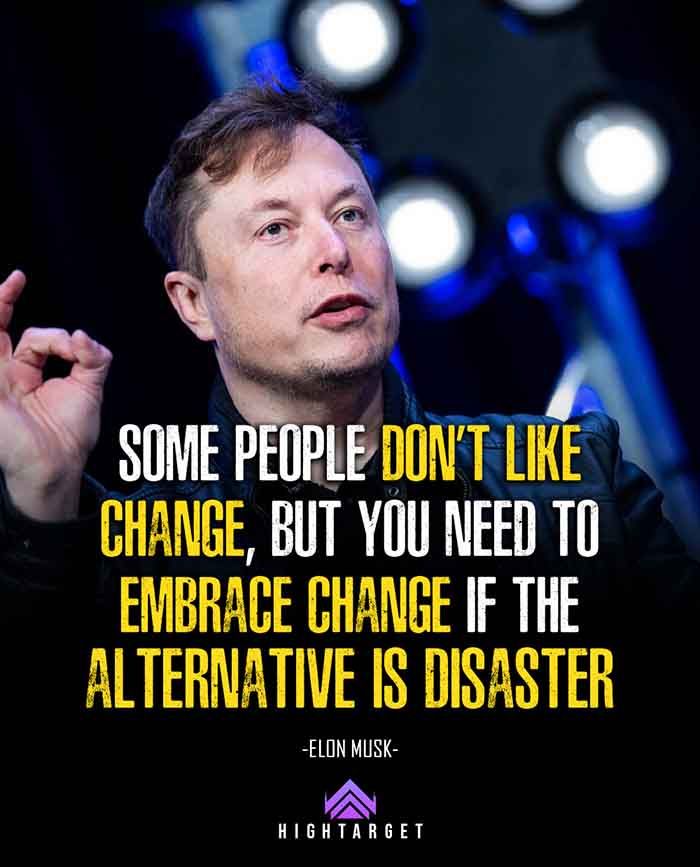 SOME PEOPLE DON'T LIKE
CHANGE, BUT YOU NEED TO
EMBRACE CHANGE IF THE
ALTERNATIVE IS DISASTER
-ELON MUSK-
HIGHTARGET